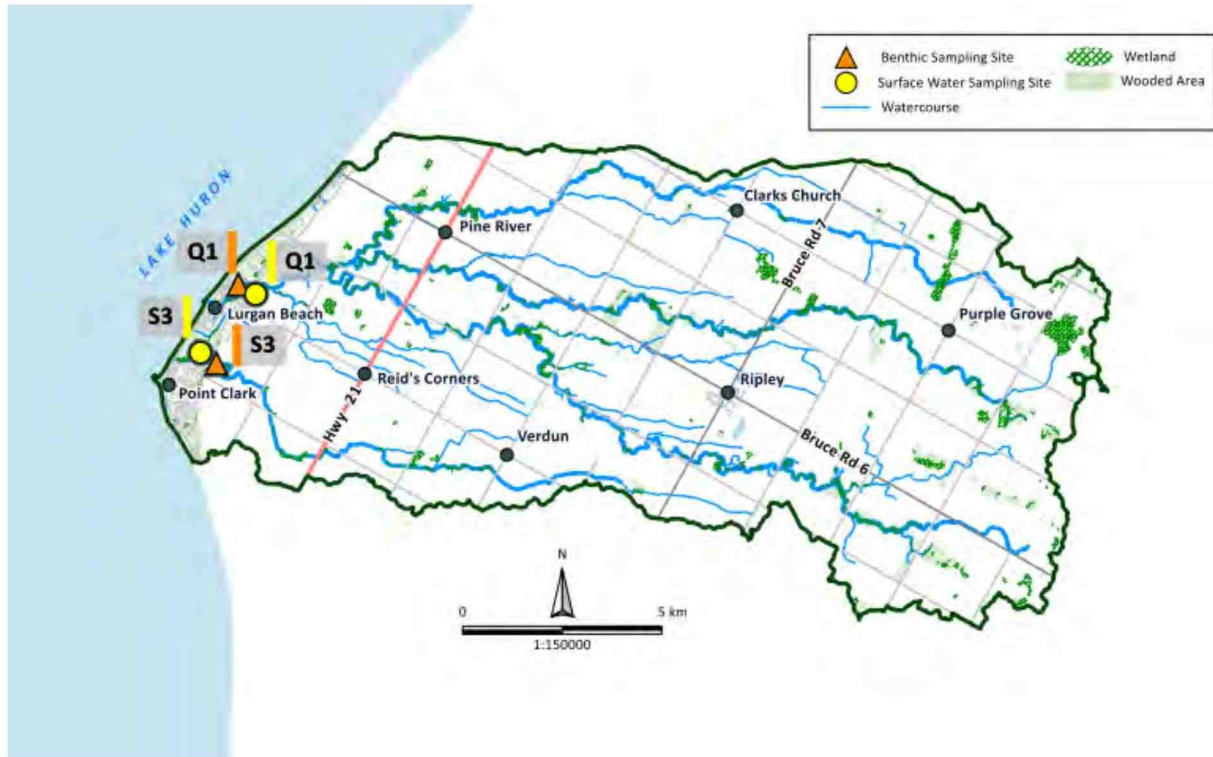 Benthic Sampling Site
Wetland
Surface Water Sampling Site
Wooded Area
Watercourse
LAKE HURON
Clarks Church
Pine River
Bruce Rd 7
Q1
Q1
S3
Lurgan Beach
S3
Purple Grove
Point Clark
Reid's Corners
Ripley
Hwy - 21
Verdun
Bruce Rd 6
N
0
5 km
1:150000